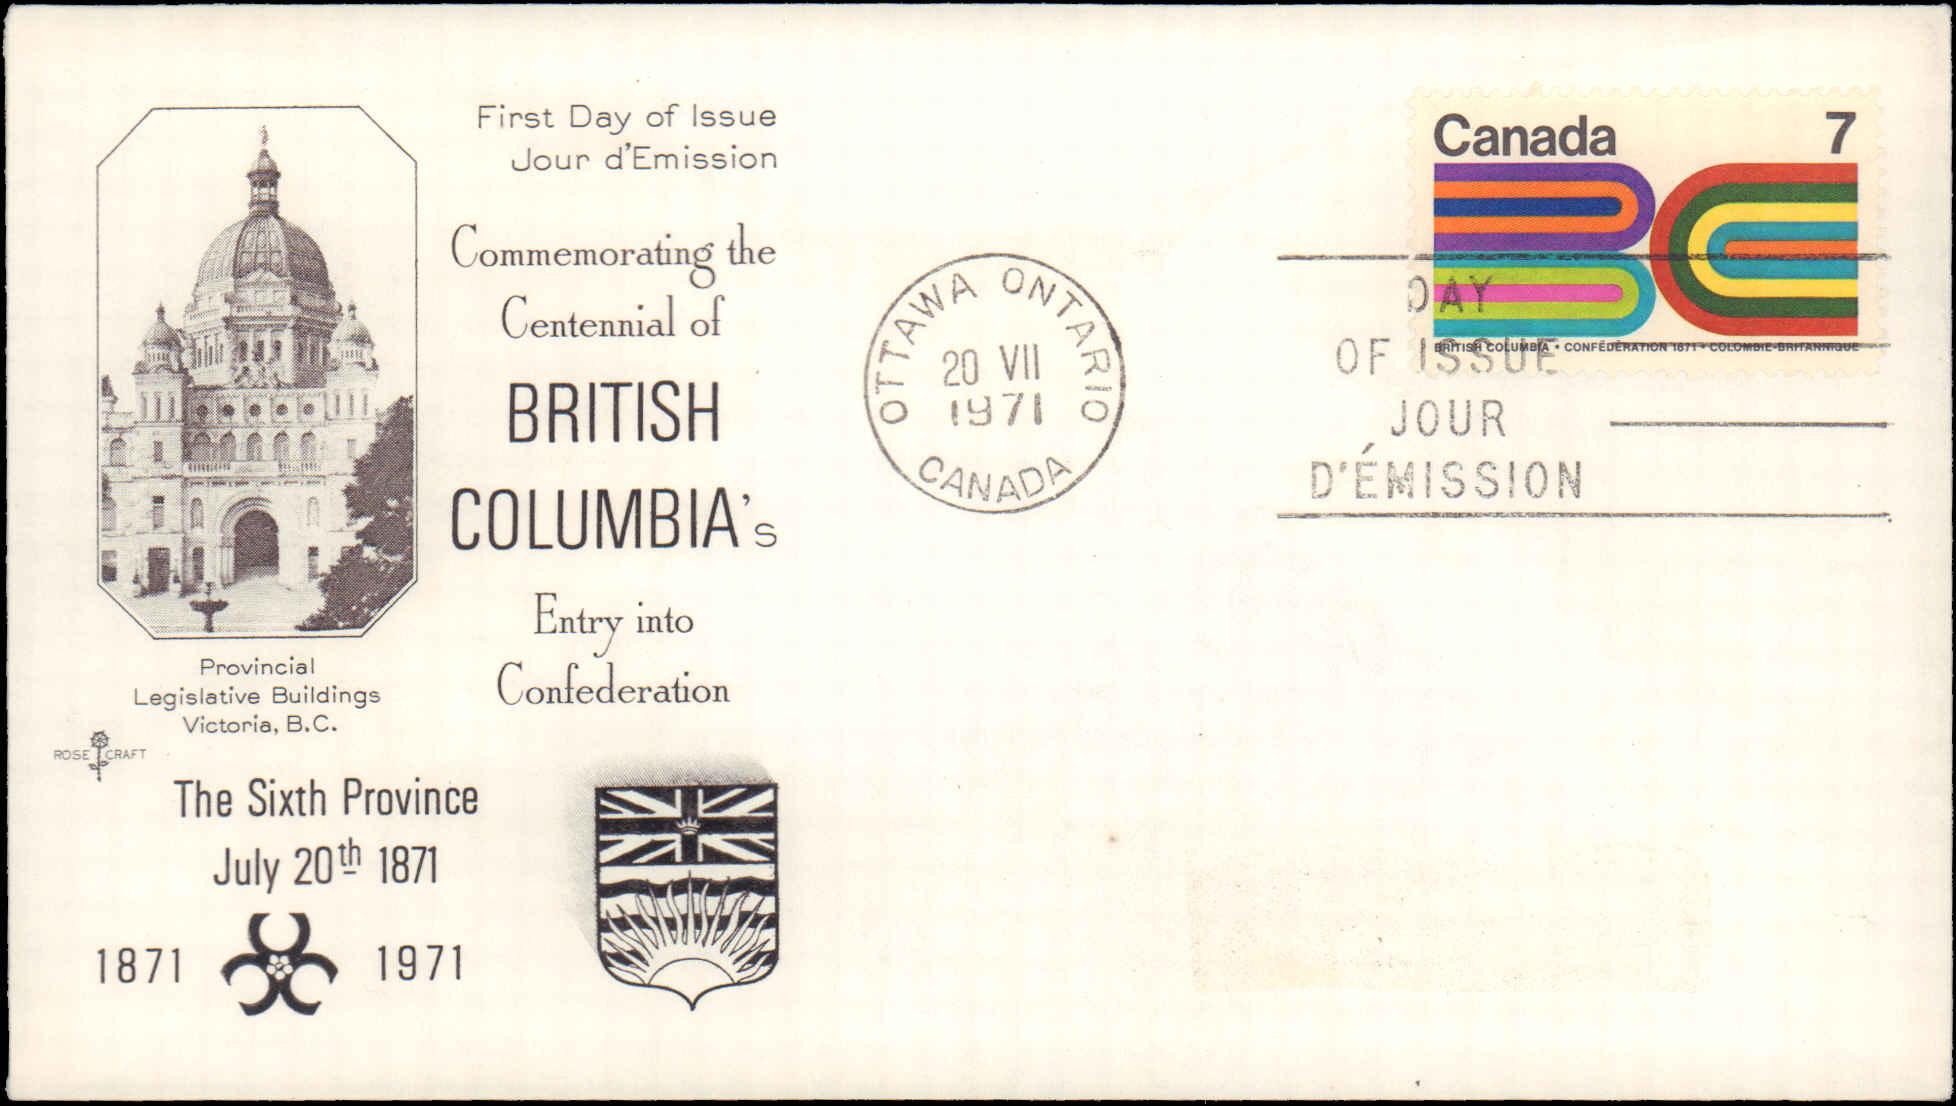 First Day of Issue
Jour d'Emission
Commemorating the
Centennial of
BRITISH
COLUMBIA's
Entry into
Confederation
Provincial
Legislative Buildings
Victoria, B.C.
ROSE CRAFT
The Sixth Province
July 20th 1871
1871 1971
OTTAWA ONTARIO
20 VII
1971
CANADA
Canada 7
BRITISH COLUMBIA • CONFÉDÉRATION 1871 • COLOMBIE-BRITANNIQUE
DAY
OF ISSUE
JOUR
D'ÉMISSION